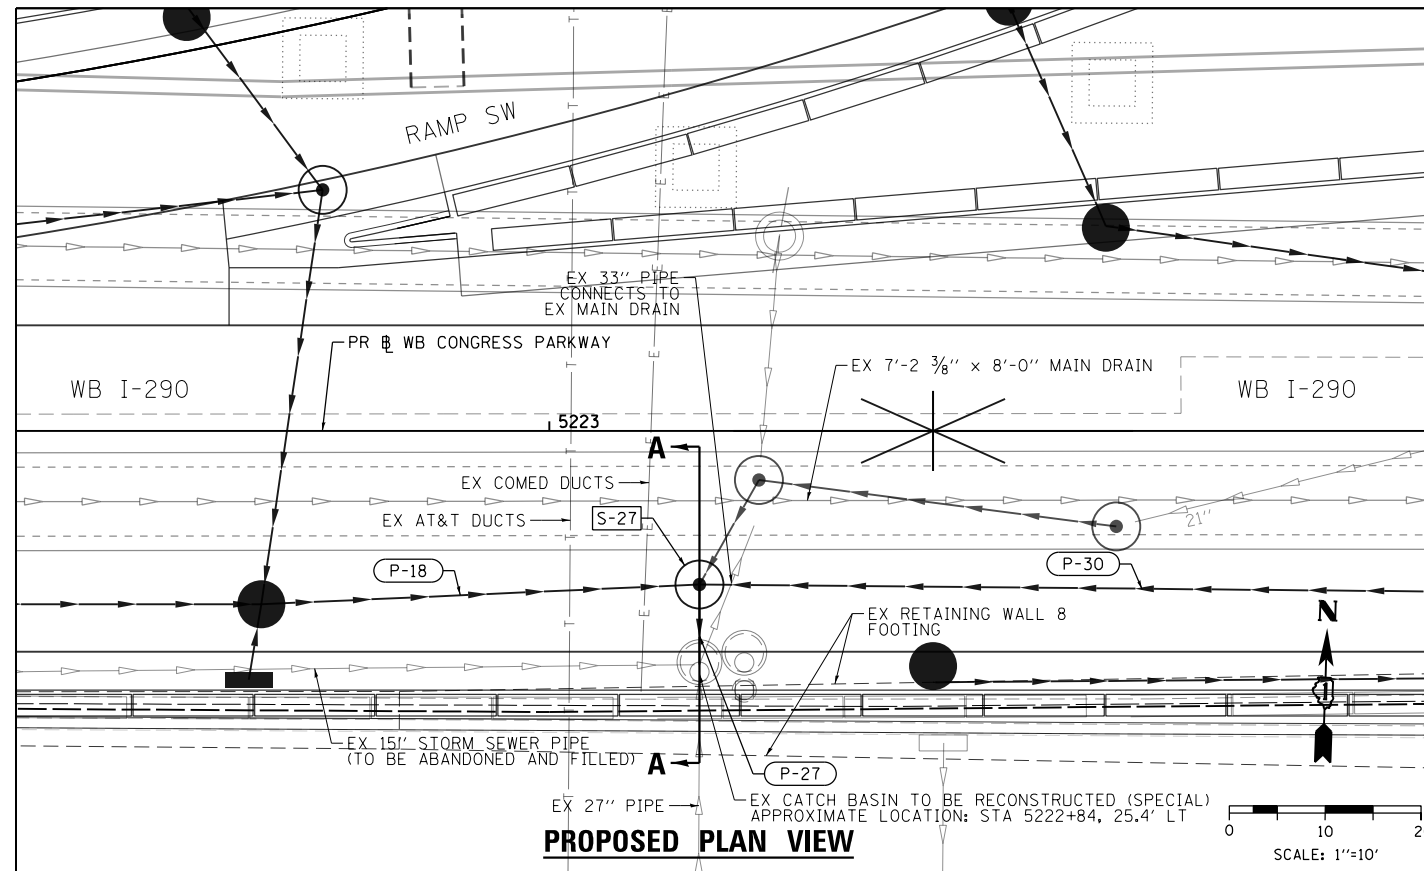 RAMP SW
EX 33" PIPE
CONNECTS TO
EX MAIN DRAIN
PR ℄ WB CONGRESS PARKWAY
EX 7'-2 ⅜" x 8'-0" MAIN DRAIN
WB I-290
WB I-290
5223
A
EX COMED DUCTS
EX AT&T DUCTS
S-27
21"
P-18
P-30
EX RETAINING WALL 8
FOOTING
N
1
EX 15" STORM SEWER PIPE
(TO BE ABANDONED AND FILLED)
A
P-27
EX 27" PIPE
EX CATCH BASIN TO BE RECONSTRUCTED (SPECIAL)
APPROXIMATE LOCATION: STA 5222+84, 25.4' LT
PROPOSED PLAN VIEW
0 10 2
SCALE: 1"=10'
T T T T T T T T
E E E E E E E E